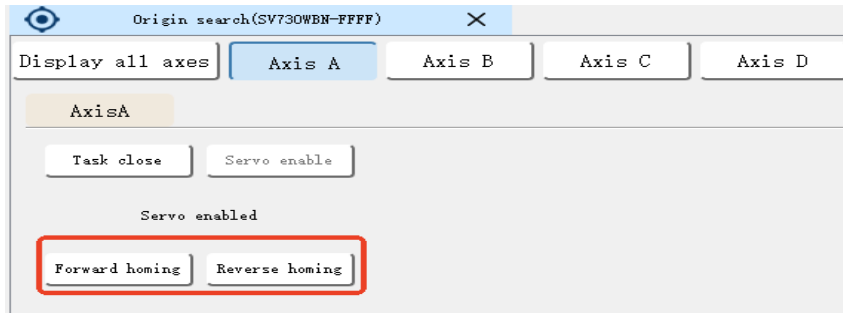 Origin search(SV730WBN-FFFF)
Display all axes Axis A Axis B Axis C Axis D
AxisA
Task close Servo enable
Servo enabled
Forward homing Reverse homing